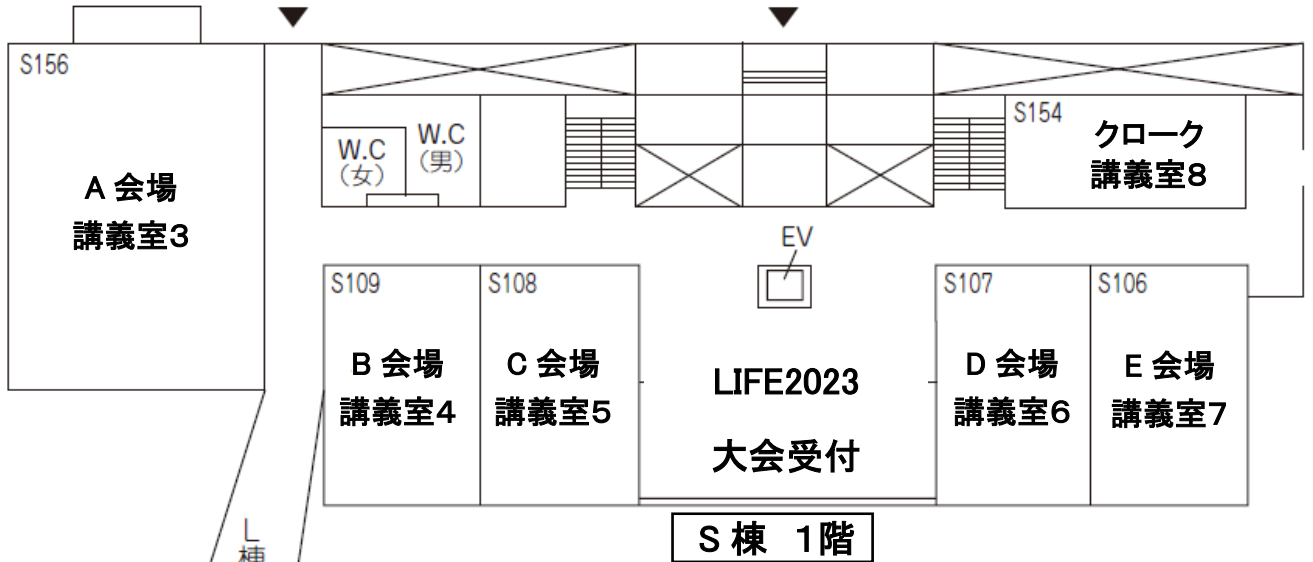 S156
A 会場
講義室3
W.C
(女)
W.C
(男)
S154
クローク
講義室8
EV
S109
B 会場
講義室4
S108
C 会場
講義室5
LIFE2023
大会受付
S107
D 会場
講義室6
S106
E 会場
講義室7
L
棟
S 棟 1階